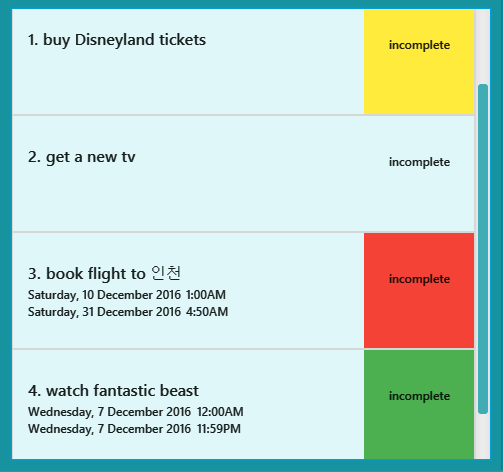 1. buy Disneyland tickets
incomplete
2. get a new tv
incomplete
3. book flight to 인천
incomplete
Saturday, 10 December 2016 1:00AM
Saturday, 31 December 2016 4:50AM
4. watch fantastic beast
incomplete
Wednesday, 7 December 2016 12:00AM
Wednesday, 7 December 2016 11:59PM